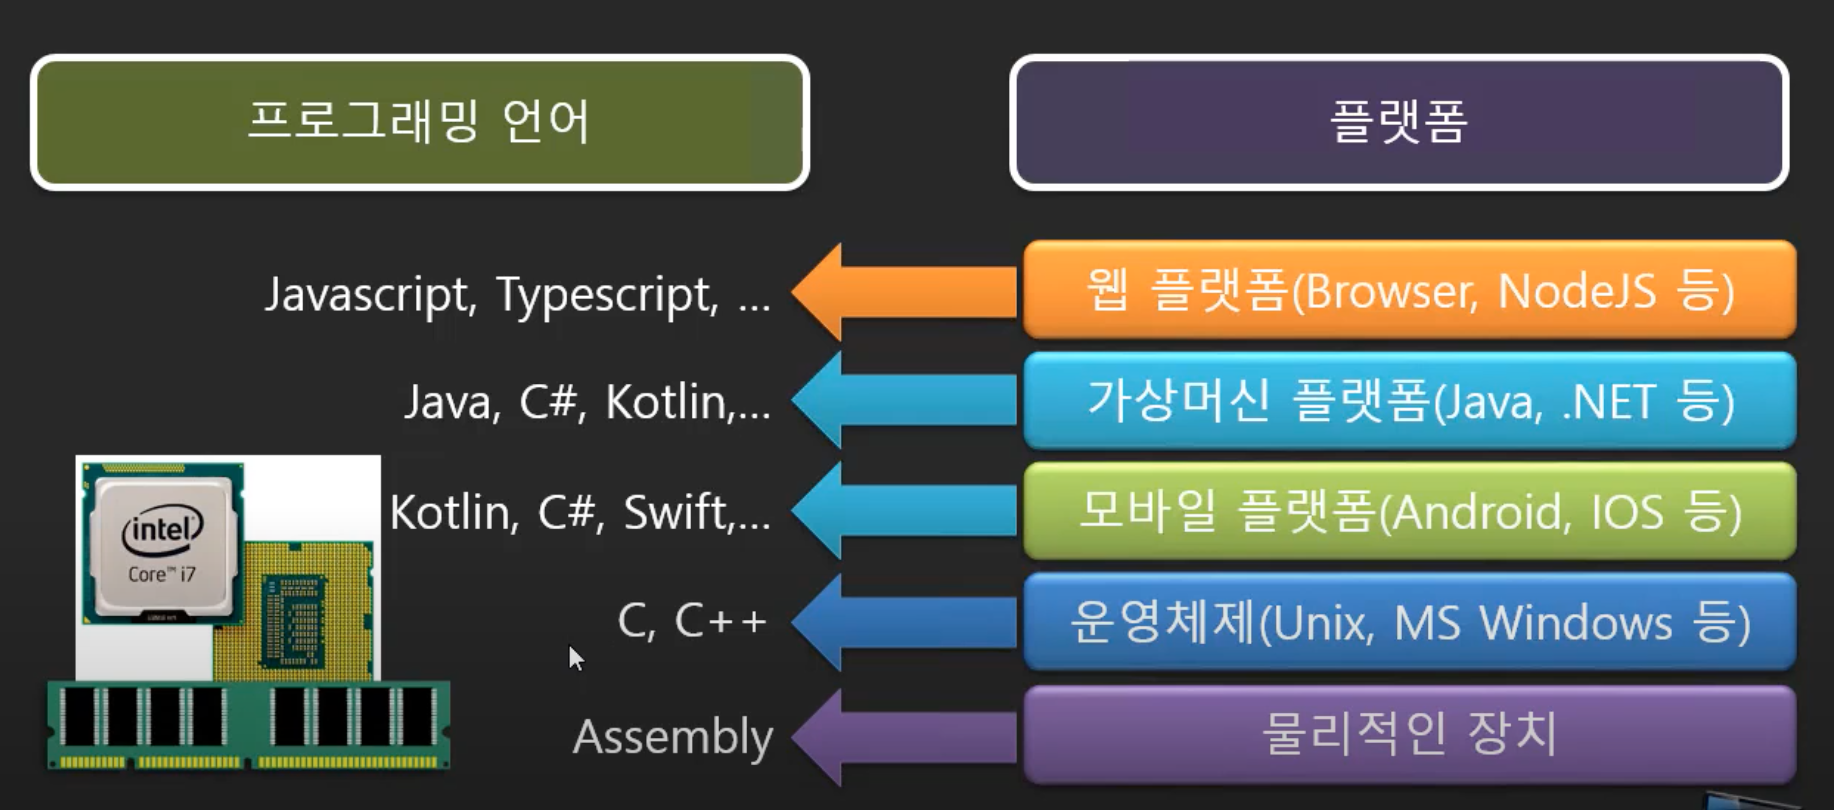 프로그래밍 언어
플랫폼
Javascript, Typescript, ...
웹 플랫폼(Browser, NodeJS 등)
Java, C#, Kotlin,...
가상머신 플랫폼(Java, .NET 등)
Kotlin, C#, Swift,...
모바일 플랫폼(Android, IOS 등)
intel
Core™ i7
C, C++
운영체제(Unix, MS Windows 등)
Assembly
물리적인 장치